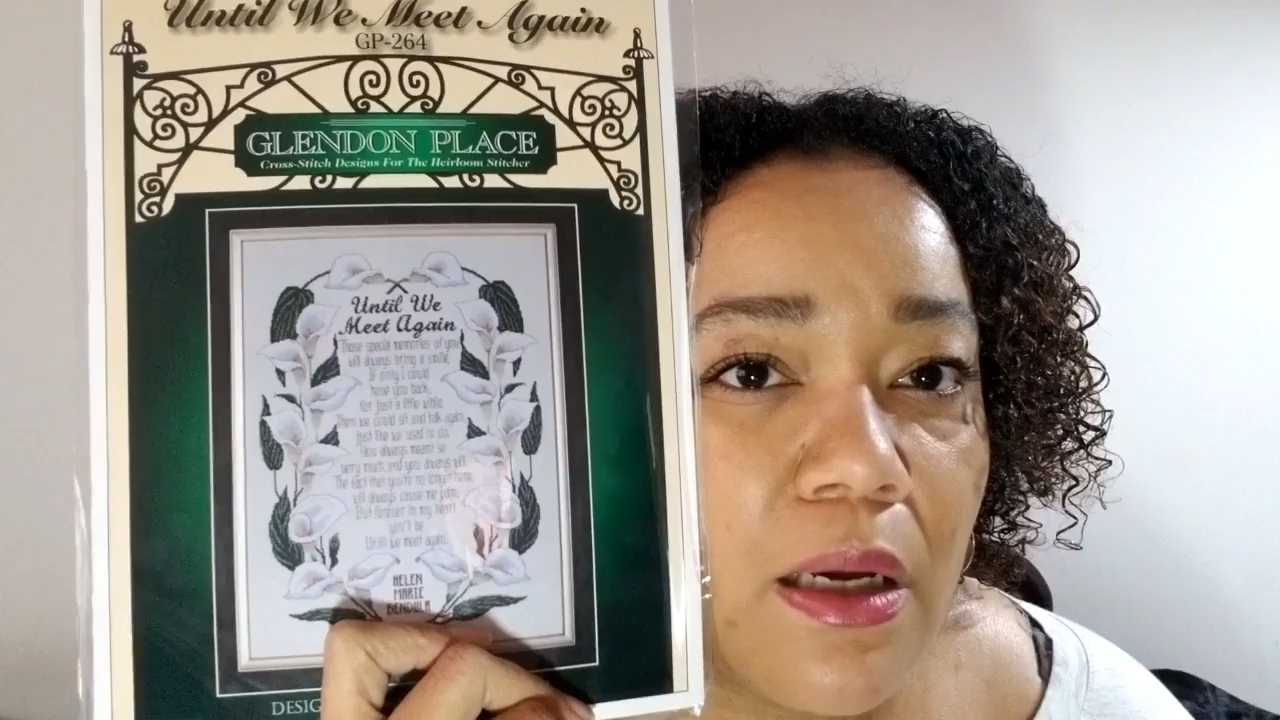 Until We Meet Again
GP-264
GLENDON PLACE
Cross-Stitch Designs For The Heirloom Stitcher
Until We
Meet Again
Those special memories of you
will always bring a smile
If only I could
have you back
for just a little while
Then we could sit and talk again
Just like we used to do
You always meant so
very much and you always will
The fact that you're no longer here
will always cause me pain
But forever in my heart
you'll be
Until we meet again
HELEN
MARIE
DESIG